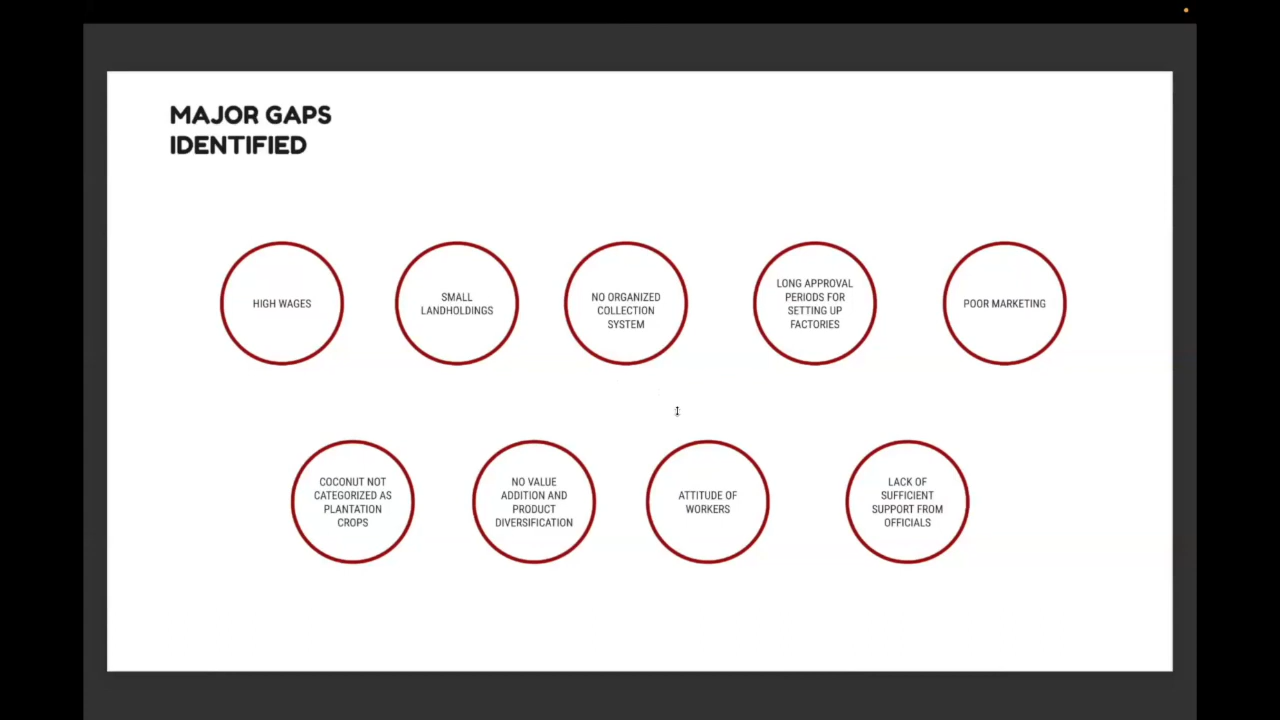 MAJOR GAPS
IDENTIFIED
HIGH WAGES
SMALL
LANDHOLDINGS
NO ORGANIZED
COLLECTION
SYSTEM
LONG APPROVAL
PERIODS FOR
SETTING UP
FACTORIES
POOR MARKETING
COCONUT NOT
CATEGORIZED AS
PLANTATION
CROPS
NO VALUE
ADDITION AND
PRODUCT
DIVERSIFICATION
ATTITUDE OF
WORKERS
LACK OF
SUFFICIENT
SUPPORT FROM
OFFICIALS